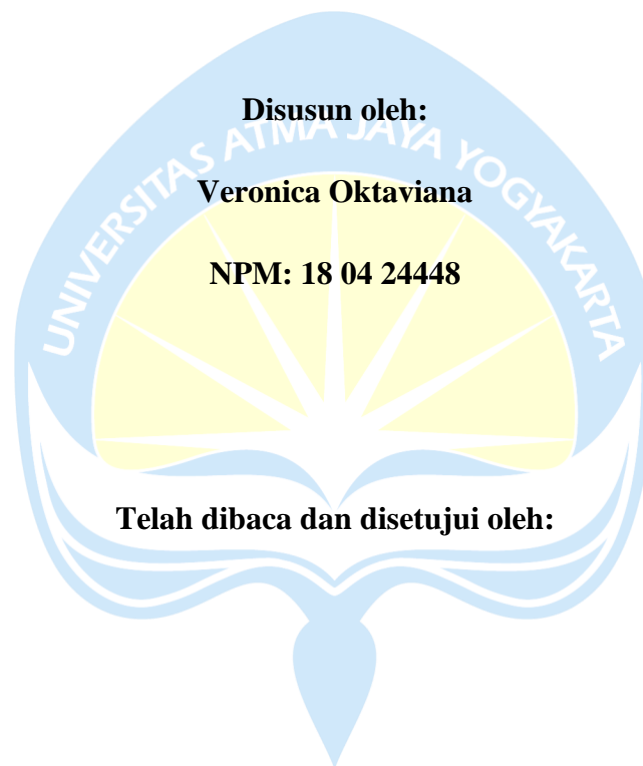 Disusun oleh:
UNIVERSITAS ATMA JAYA YOGYAKARTA
Veronica Oktaviana
NPM: 18 04 24448
Telah dibaca dan disetujui oleh: